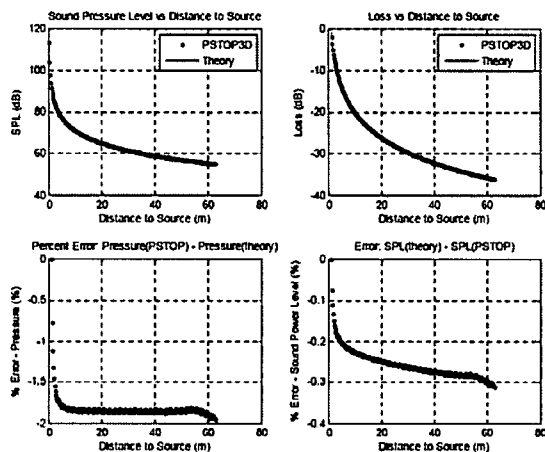 Sound Pressure Level vs Distance to Source
120
100
80
60
40
0 20 40 60 80
SPL (dB)
Distance to Source (m)
PSTOP3D
Theory
Loss vs Distance to Source
0
-10
-20
-30
-40
0 20 40 60 80
Loss (dB)
Distance to Source (m)
PSTOP3D
Theory
Percent Error: Pressure(PSTOP) - Pressure(theory)
0
-0.5
-1
-1.5
-2
0 20 40 60 80
% Error - Pressure (%)
Distance to Source (m)
Error: SPL(theory) - SPL(PSTOP)
0
-0.1
-0.2
-0.3
-0.4
0 20 40 60 80
% Error - Sound Power Level (%)
Distance to Source (m)